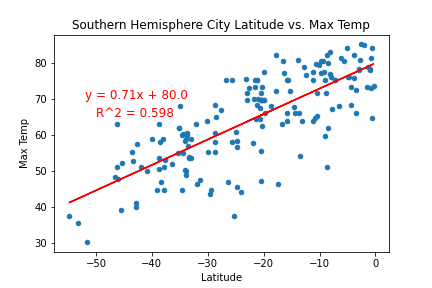 Southern Hemisphere City Latitude vs. Max Temp
80
70
60
50
40
30
Max Temp
y = 0.71x + 80.0
R^2 = 0.598
−50 −40 −30 −20 −10 0
Latitude